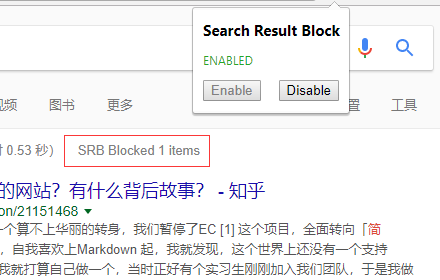 Search Result Block
ENABLED
Enable Disable
图书 更多 工具
0.53 秒） SRB Blocked 1 items
的网站？有什么背后故事？ - 知乎
on/21151468
一个算不上华丽的转身，我们暂停了EC [1] 这个项目，全面转向「简
，自我喜欢上Markdown 起，我就发现，这个世界上还没有一个支持
我就打算自己做一个，当时正好有个实习生刚刚加入我们团队，于是我做